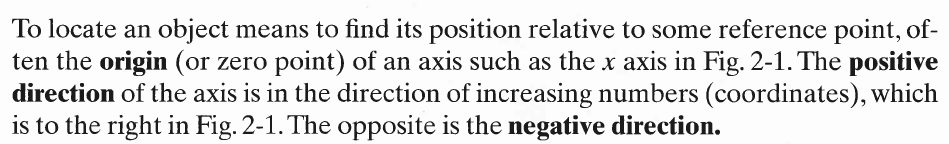 To locate an object means to find its position relative to some reference point, of-
ten the origin (or zero point) of an axis such as the x axis in Fig. 2-1. The positive
direction of the axis is in the direction of increasing numbers (coordinates), which
is to the right in Fig. 2-1. The opposite is the negative direction.